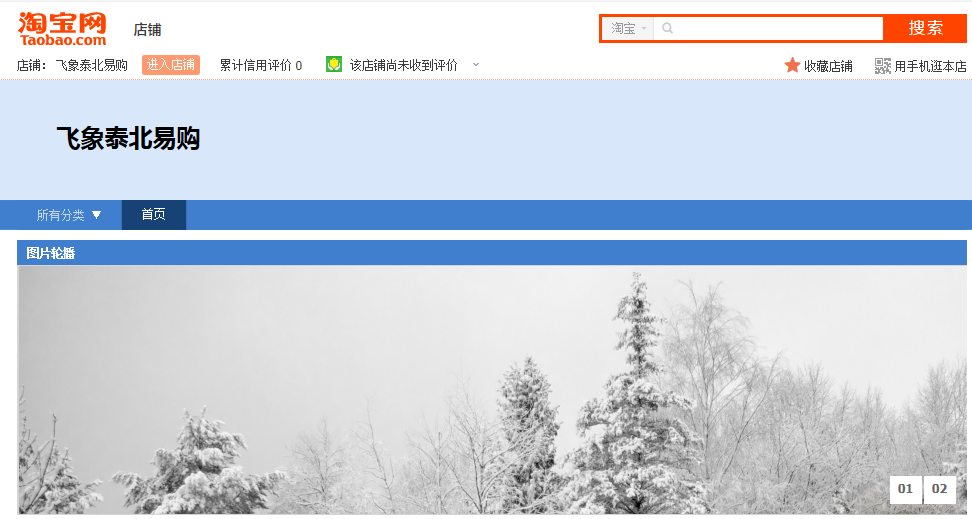 淘宝网 店铺 淘宝 搜索
Taobao.com
店铺： 飞象泰北易购 进入店铺 累计信用评价 0 该店铺尚未收到评价 收藏店铺 用手机逛本店
飞象泰北易购
所有分类 ▼ 首页
图片轮播
01 02